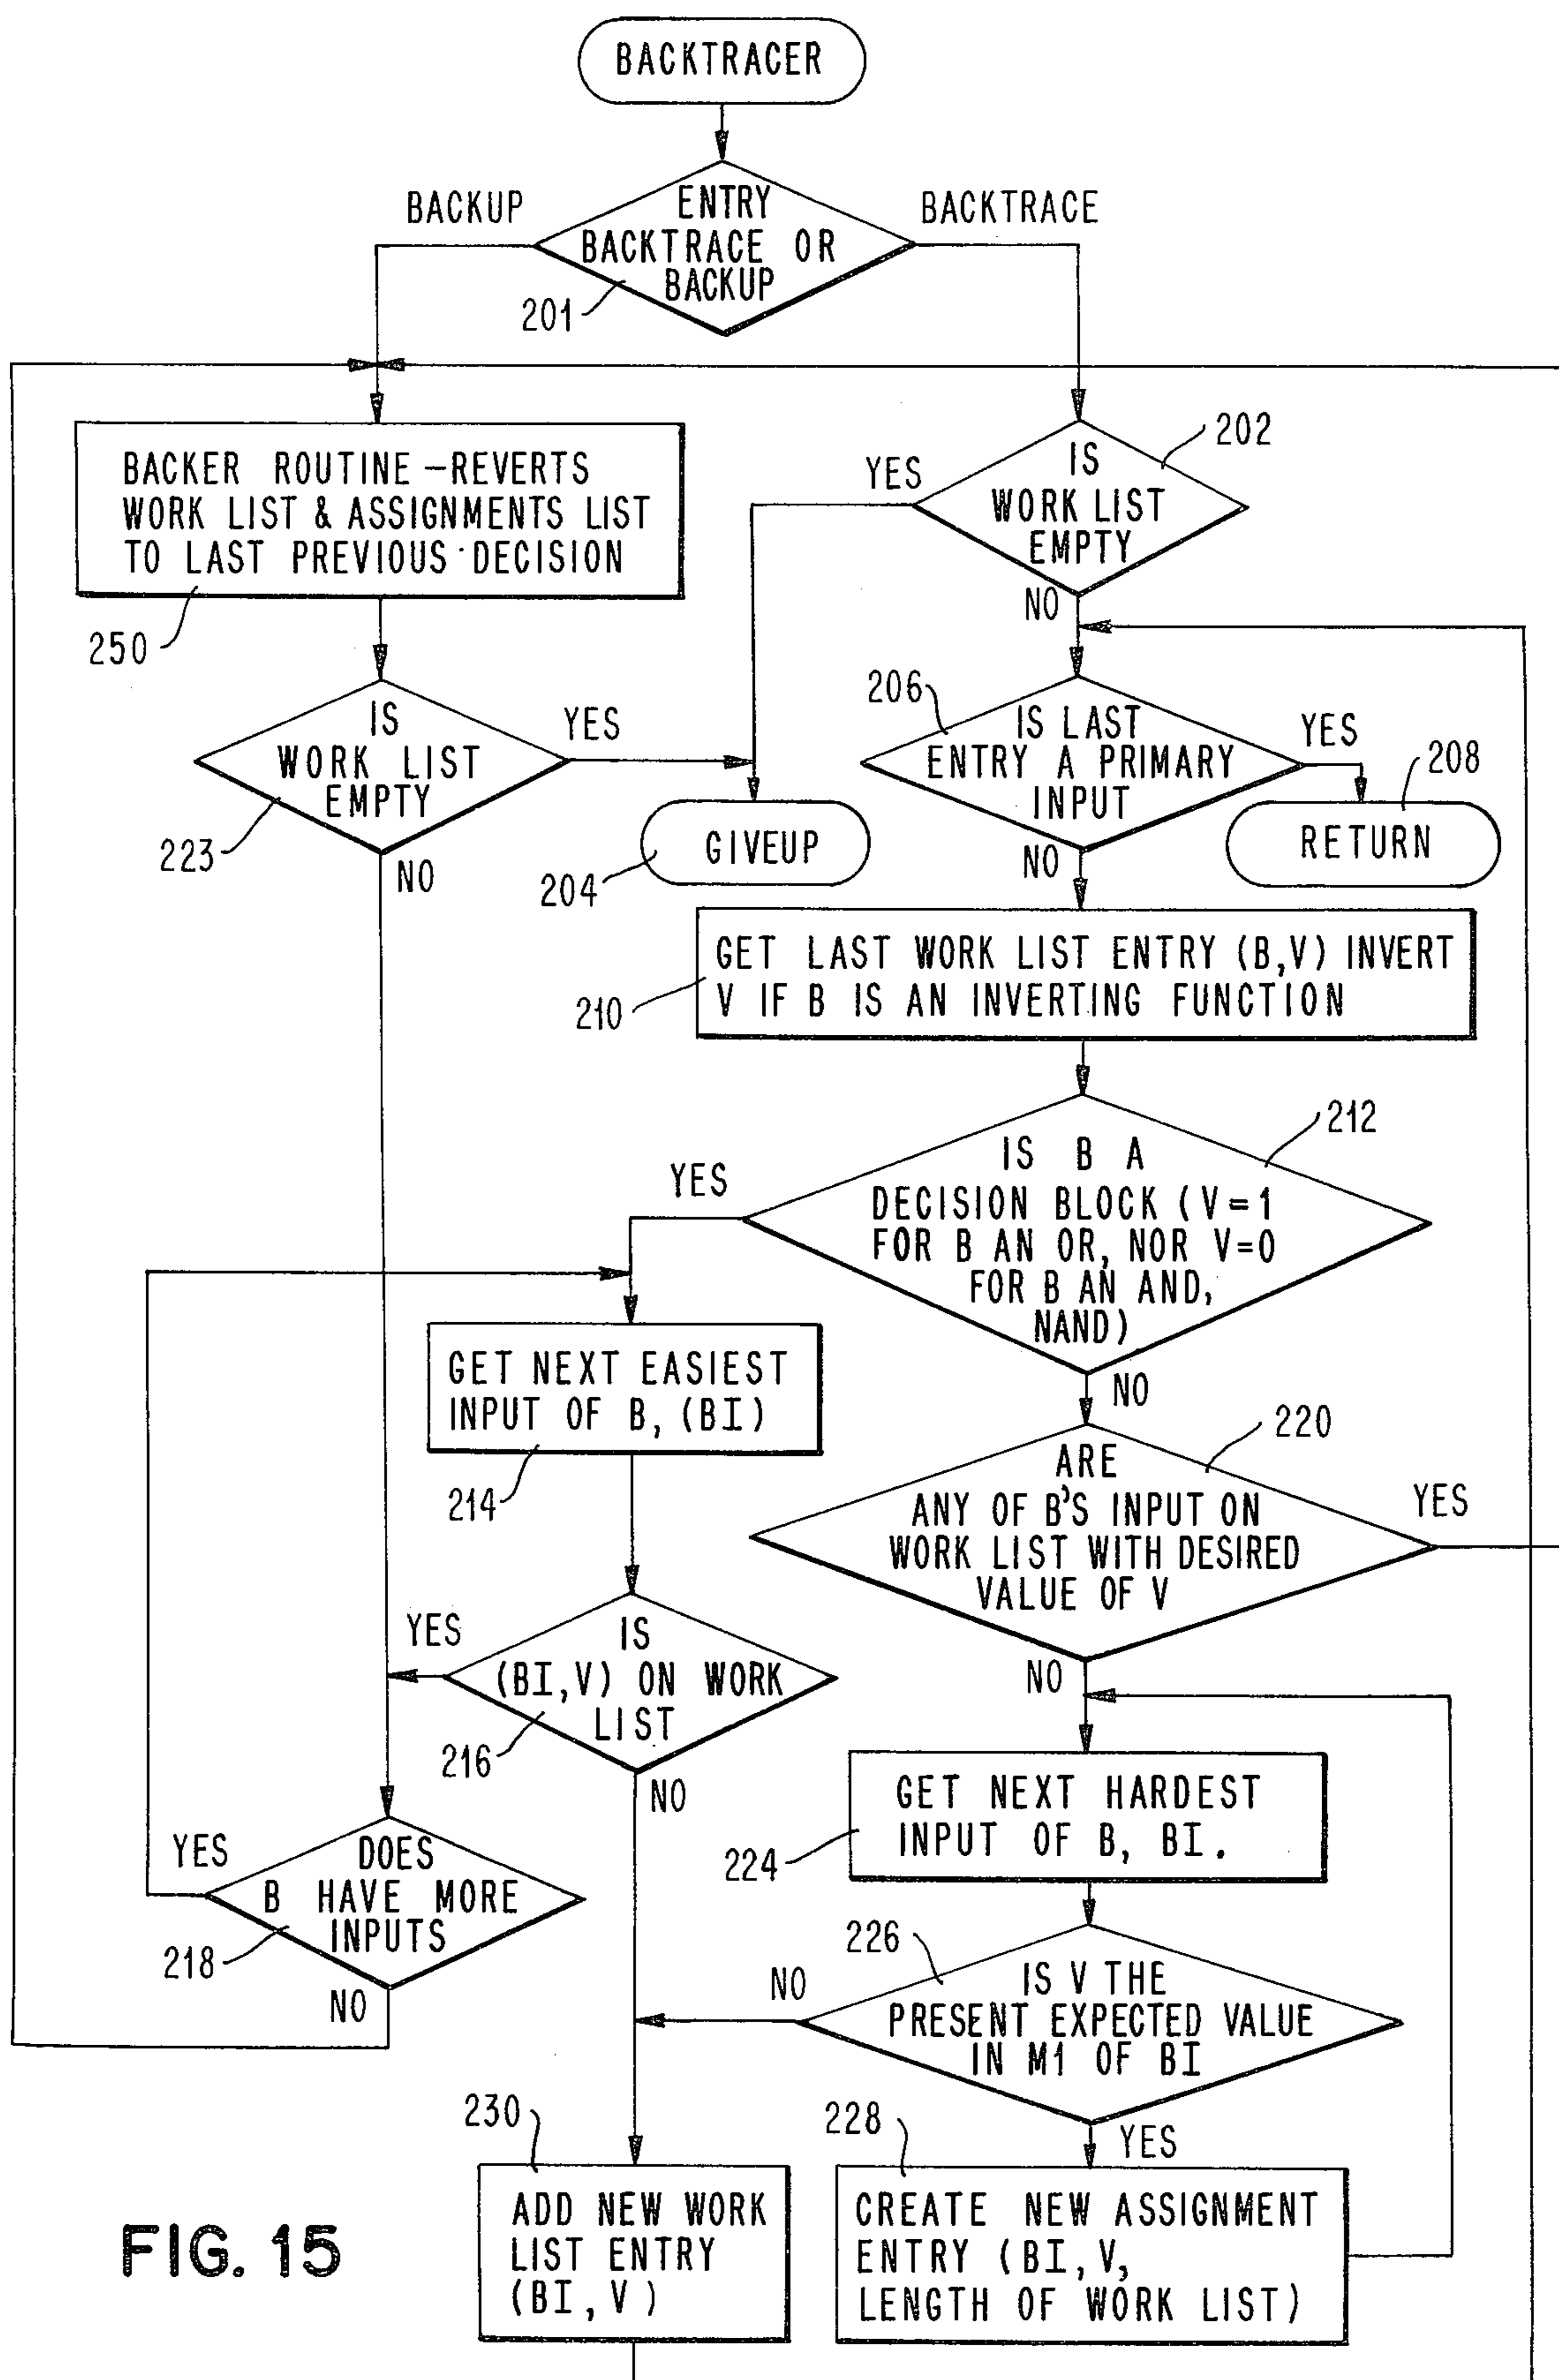 BACKTRACER
BACKUP
ENTRY
BACKTRACE OR
BACKUP
BACKTRACE
201
BACKER ROUTINE – REVERTS
WORK LIST & ASSIGNMENTS LIST
TO LAST PREVIOUS DECISION
250
IS
WORK LIST
EMPTY
202
YES
NO
IS
WORK LIST
EMPTY
YES
223
NO
206
IS LAST
ENTRY A PRIMARY
INPUT
YES
208
RETURN
NO
GIVEUP
204
GET LAST WORK LIST ENTRY (B,V) INVERT
V IF B IS AN INVERTING FUNCTION
210
212
IS B A
DECISION BLOCK (V=1
FOR B AN OR, NOR V=0
FOR B AN AND,
NAND)
YES
NO
GET NEXT EASIEST
INPUT OF B, (BI)
214
220
ARE
ANY OF B'S INPUT ON
WORK LIST WITH DESIRED
VALUE OF V
YES
NO
YES
IS
(BI,V) ON WORK
LIST
216
NO
GET NEXT HARDEST
INPUT OF B, BI.
224
YES
DOES
B HAVE MORE
INPUTS
218
NO
226
NO
IS V THE
PRESENT EXPECTED VALUE
IN M1 OF BI
YES
230
ADD NEW WORK
LIST ENTRY
(BI, V)
228
CREATE NEW ASSIGNMENT
ENTRY (BI, V,
LENGTH OF WORK LIST)
FIG. 15